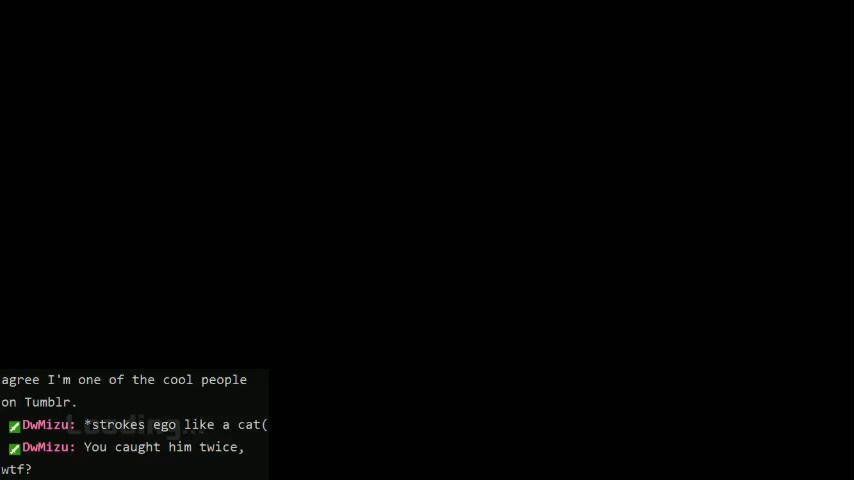 agree I'm one of the cool people
on Tumblr.
DwMizu: *strokes ego like a cat(
Loading...
DwMizu: You caught him twice,
wtf?